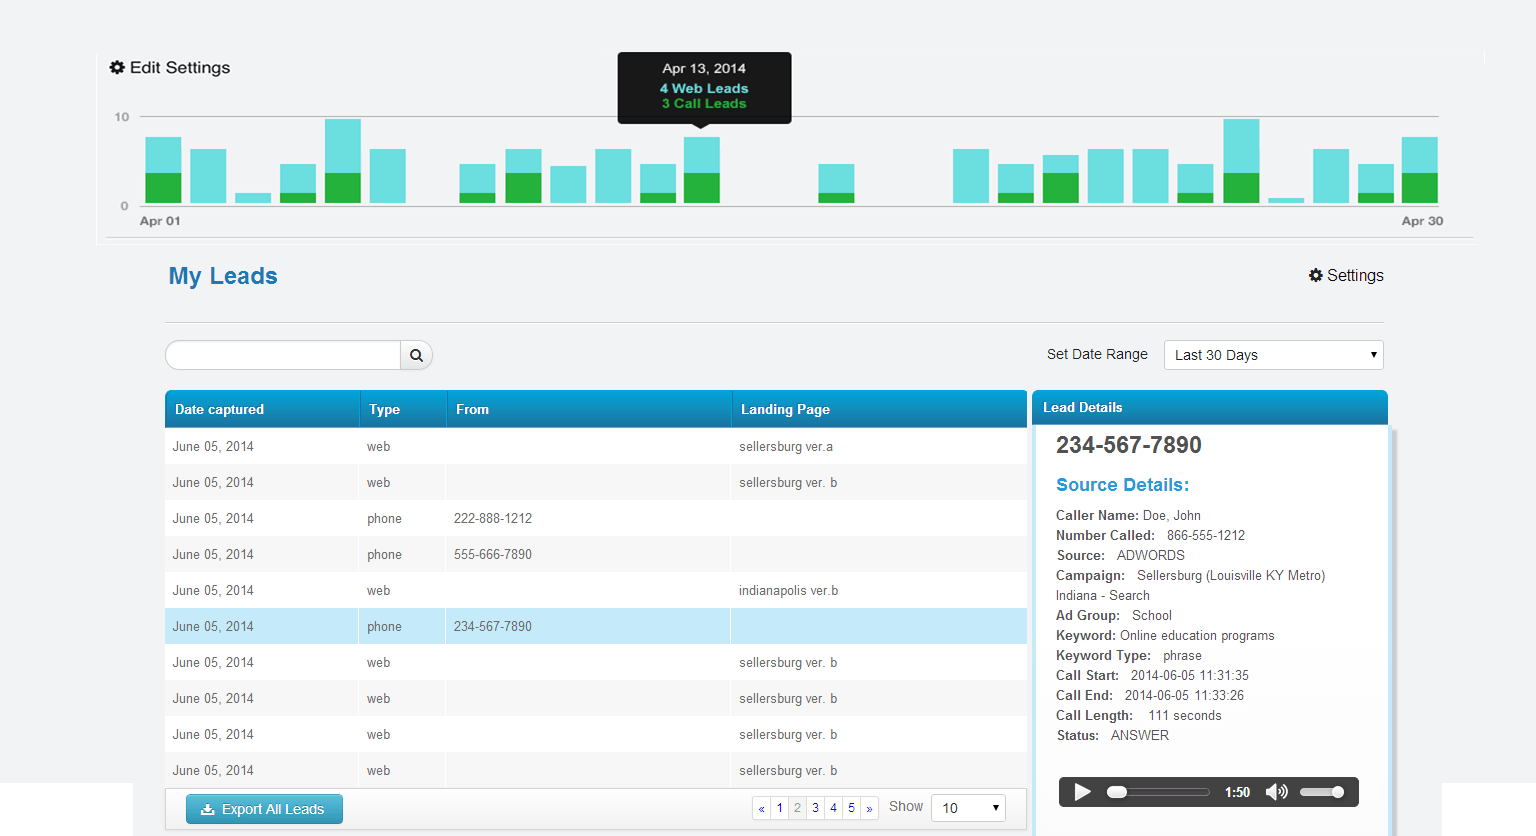 Edit Settings
Apr 13, 2014
4 Web Leads
3 Call Leads
10
0
Apr 01
Apr 30
My Leads
Settings
Set Date Range
Last 30 Days
Date captured Type From Landing Page
June 05, 2014 web sellersburg ver.a
June 05, 2014 web sellersburg ver. b
June 05, 2014 phone 222-888-1212
June 05, 2014 phone 555-666-7890
June 05, 2014 web indianapolis ver.b
June 05, 2014 phone 234-567-7890
June 05, 2014 web sellersburg ver. b
June 05, 2014 web sellersburg ver. b
June 05, 2014 web sellersburg ver. b
June 05, 2014 web sellersburg ver. b
Export All Leads
« 1 2 3 4 5 »
Show 10
Lead Details
234-567-7890
Source Details:
Caller Name: Doe, John
Number Called: 866-555-1212
Source: ADWORDS
Campaign: Sellersburg (Louisville KY Metro)
Indiana - Search
Ad Group: School
Keyword: Online education programs
Keyword Type: phrase
Call Start: 2014-06-05 11:31:35
Call End: 2014-06-05 11:33:26
Call Length: 111 seconds
Status: ANSWER
1:50